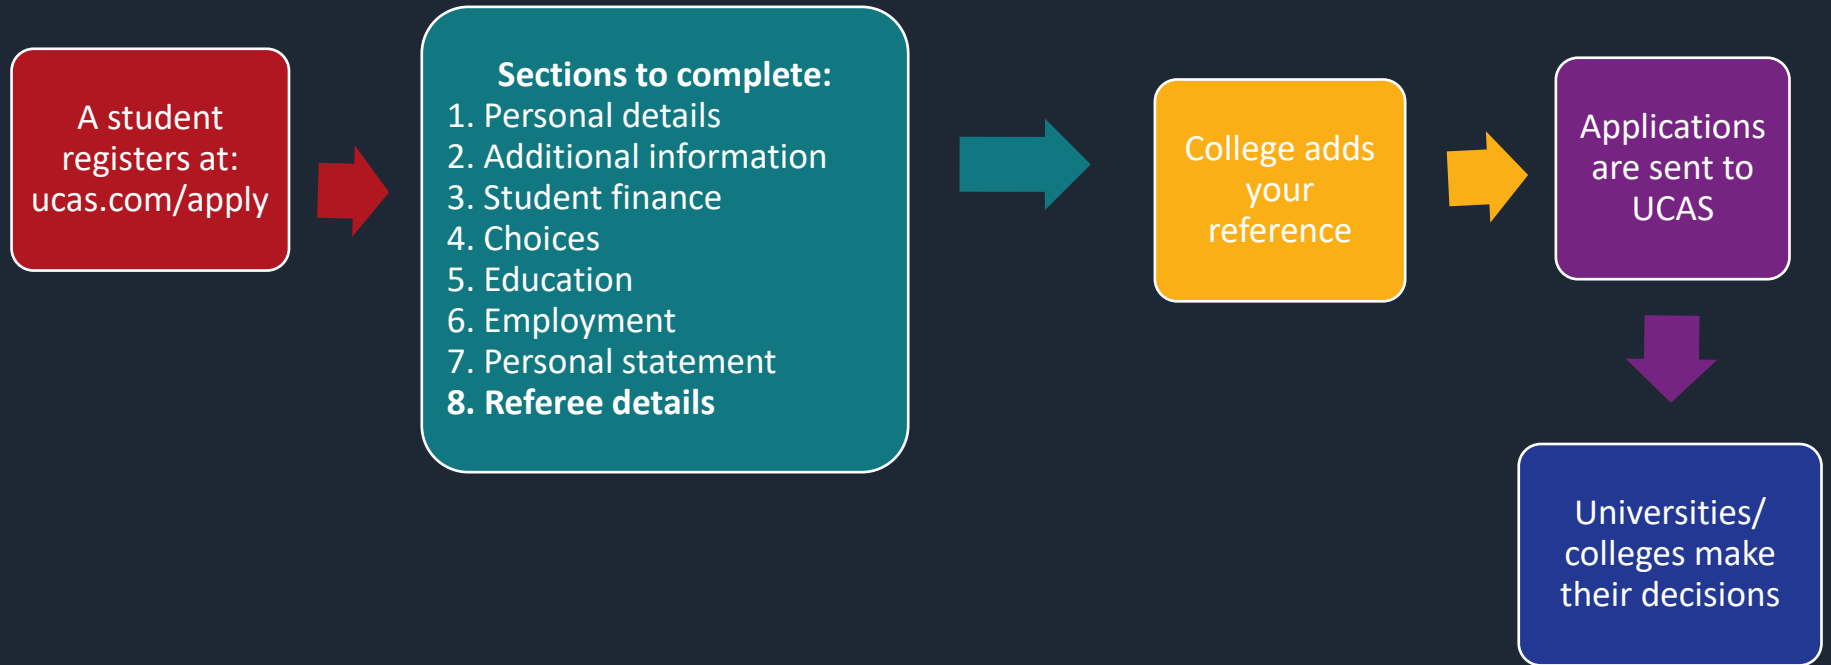 A student
registers at:
ucas.com/apply
Sections to complete:
1. Personal details
2. Additional information
3. Student finance
4. Choices
5. Education
6. Employment
7. Personal statement
8. Referee details
College adds
your
reference
Applications
are sent to
UCAS
Universities/
colleges make
their decisions